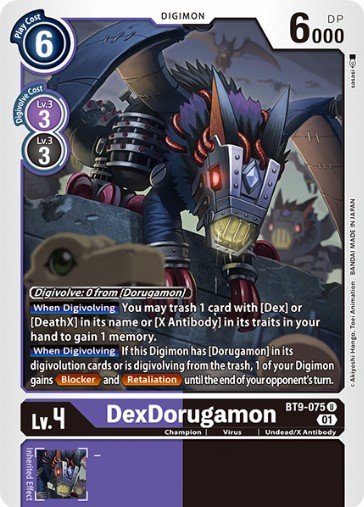 Play Cost
6
DIGIMON
DP
6000
Digivolve Cost
Lv.3
3
Lv.3
3
sasasi
© Akiyoshi Hongo, Toei Animation BANDAI MADE IN JAPAN
Digivolve: 0 from [Dorugamon]
When Digivolving You may trash 1 card with [Dex] or
[DeathX] in its name or [X Antibody] in its traits in your
hand to gain 1 memory.
When Digivolving If this Digimon has [Dorugamon] in its
digivolution cards or is digivolving from the trash, 1 of your Digimon
gains Blocker and Retaliation until the end of your opponent's turn.
BT9-075 U
Lv.4 DexDorugamon 01
Champion Virus Undead/X Antibody
Inherited Effect
–